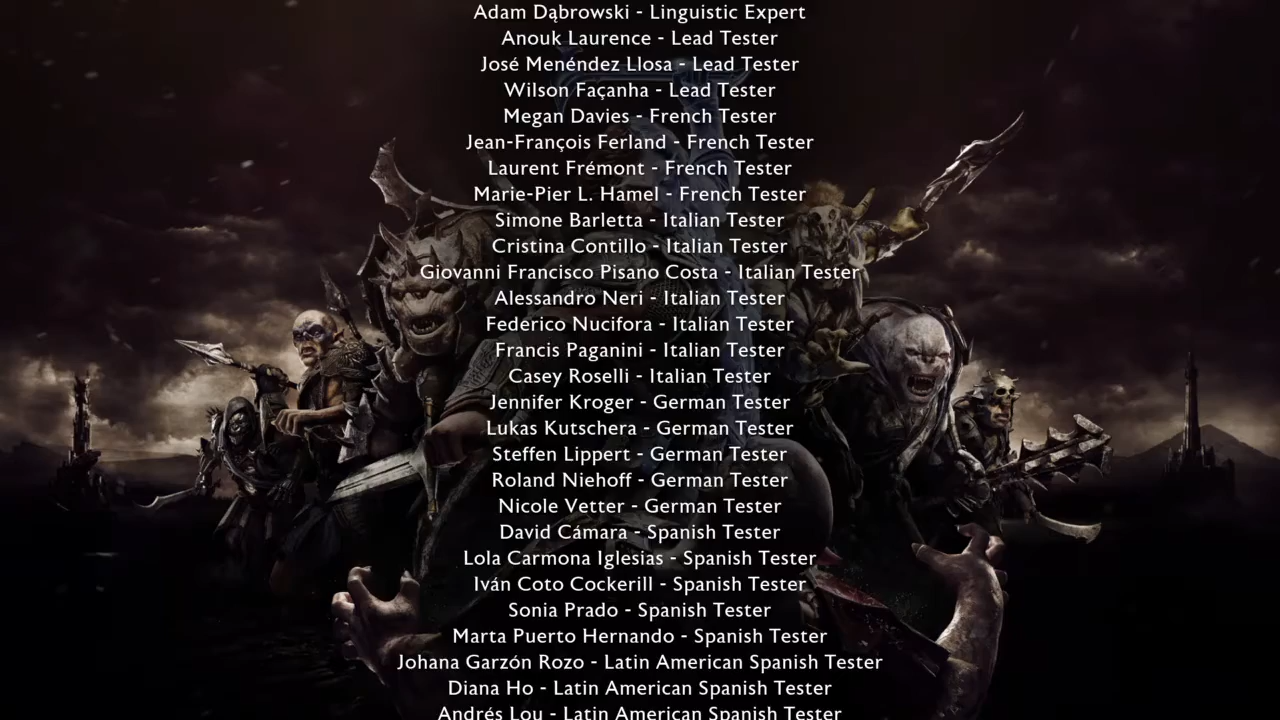 Adam Dąbrowski - Linguistic Expert
Anouk Laurence - Lead Tester
José Menéndez Llosa - Lead Tester
Wilson Façanha - Lead Tester
Megan Davies - French Tester
Jean-François Ferland - French Tester
Laurent Frémont - French Tester
Marie-Pier L. Hamel - French Tester
Simone Barletta - Italian Tester
Cristina Contillo - Italian Tester
Giovanni Francisco Pisano Costa - Italian Tester
Alessandro Neri - Italian Tester
Federico Nucifora - Italian Tester
Francis Paganini - Italian Tester
Casey Roselli - Italian Tester
Jennifer Kroger - German Tester
Lukas Kutschera - German Tester
Steffen Lippert - German Tester
Roland Niehoff - German Tester
Nicole Vetter - German Tester
David Cámara - Spanish Tester
Lola Carmona Iglesias - Spanish Tester
Iván Coto Cockerill - Spanish Tester
Sonia Prado - Spanish Tester
Marta Puerto Hernando - Spanish Tester
Johana Garzón Rozo - Latin American Spanish Tester
Diana Ho - Latin American Spanish Tester
Andrés Lou - Latin American Spanish Tester